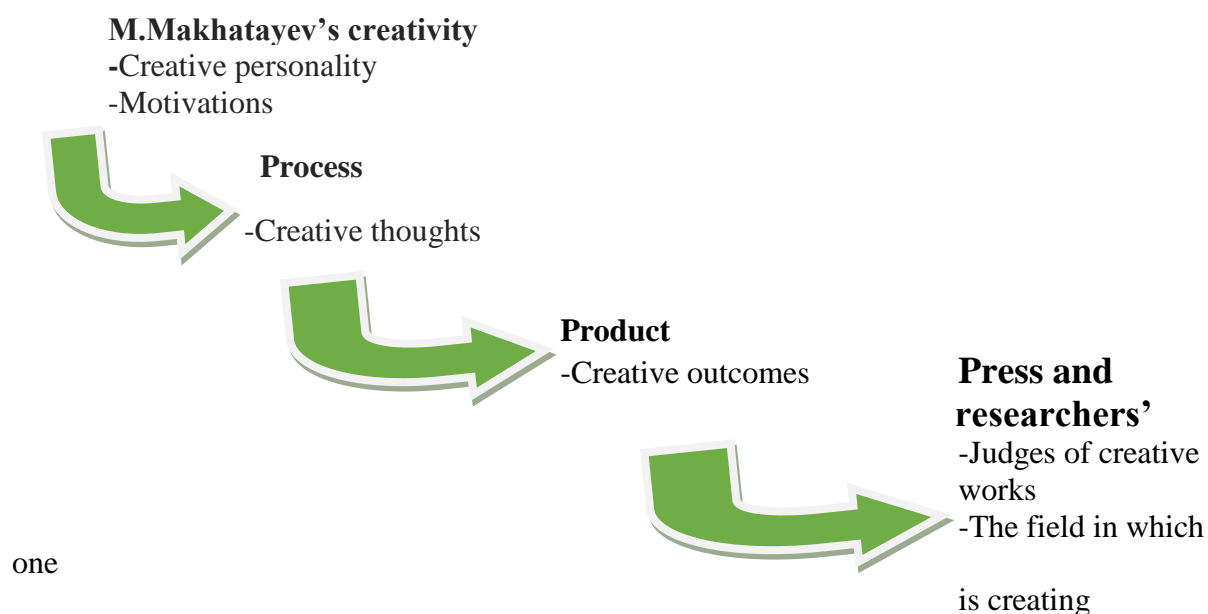 M.Makhatayev’s creativity
-Creative personality
-Motivations
Process
-Creative thoughts
Product
-Creative outcomes
Press and
researchers’
-Judges of creative
works
-The field in which
one
is creating